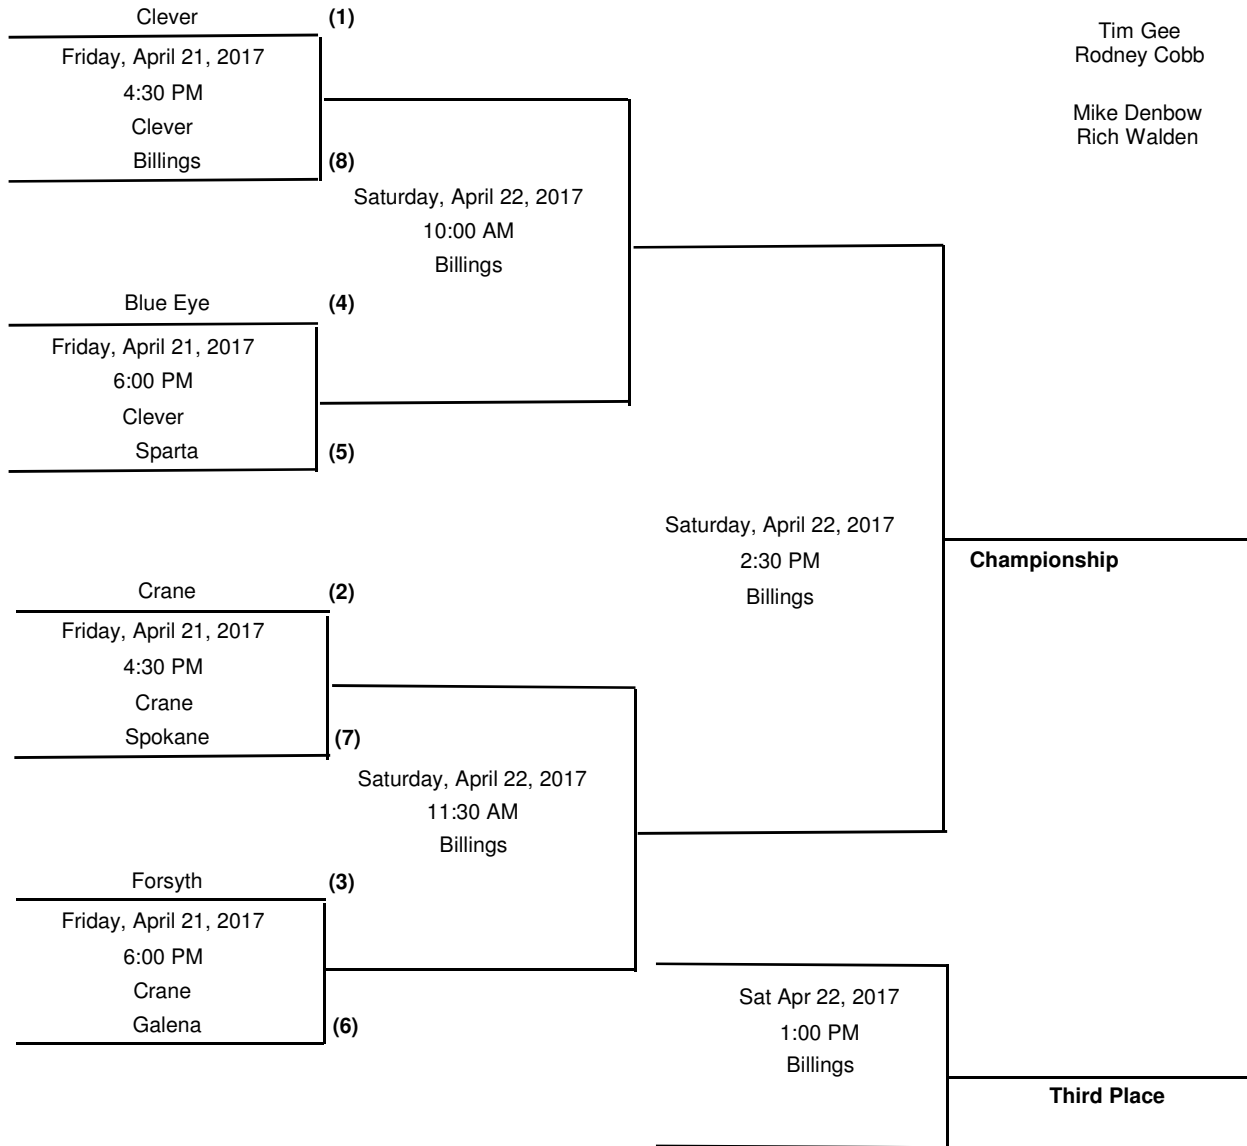 Clever (1)
Friday, April 21, 2017
4:30 PM
Clever
Billings (8)
Tim Gee
Rodney Cobb
Mike Denbow
Rich Walden
Saturday, April 22, 2017
10:00 AM
Billings
Blue Eye (4)
Friday, April 21, 2017
6:00 PM
Clever
Sparta (5)
Saturday, April 22, 2017
2:30 PM
Billings
Championship
Crane (2)
Friday, April 21, 2017
4:30 PM
Crane
Spokane (7)
Saturday, April 22, 2017
11:30 AM
Billings
Forsyth (3)
Friday, April 21, 2017
6:00 PM
Crane
Galena (6)
Sat Apr 22, 2017
1:00 PM
Billings
Third Place